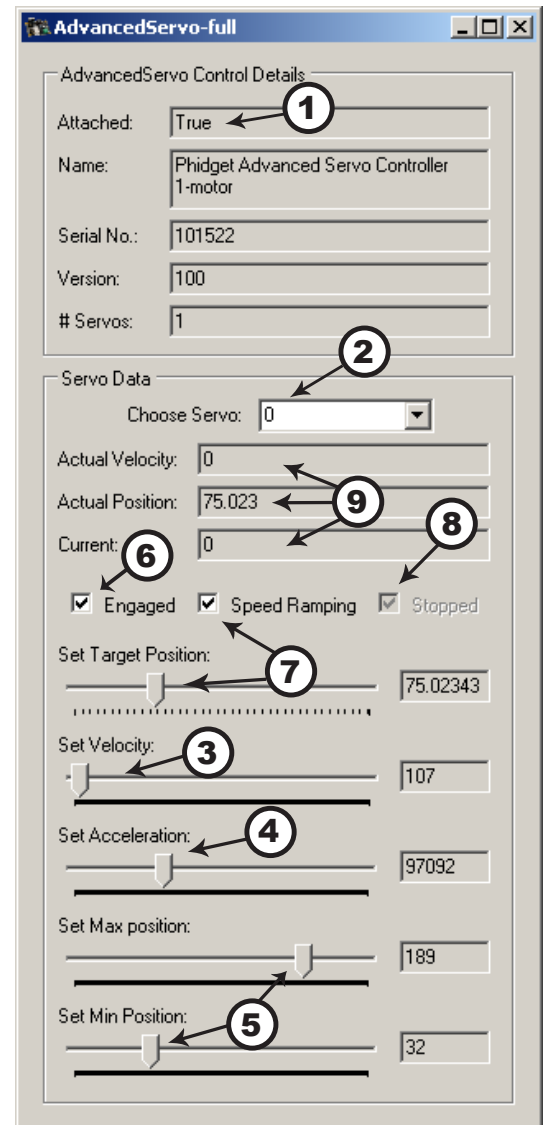 AdvancedServo-full
AdvancedServo Control Details
1
Attached: True
Name: Phidget Advanced Servo Controller
1-motor
Serial No.: 101522
Version: 100
# Servos: 1
2
Servo Data
Choose Servo: 0
Actual Velocity: 0
Actual Position: 75.023
9
Current: 0
8
6
Engaged Speed Ramping Stopped
7
Set Target Position:
75.02343
Set Velocity:
3
107
Set Acceleration:
4
97092
Set Max position:
189
Set Min Position:
5
32